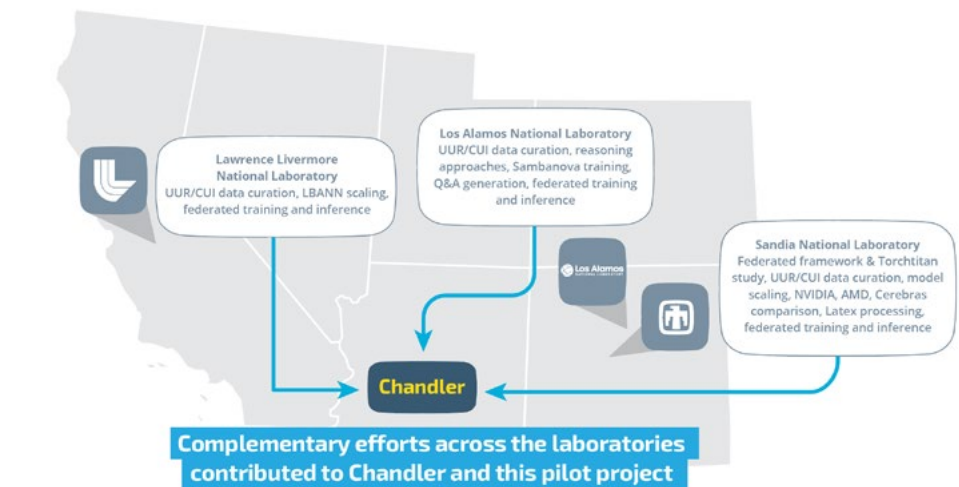 Lawrence Livermore
National Laboratory
UUR/CUI data curation, LBANN scaling,
federated training and inference
Los Alamos National Laboratory
UUR/CUI data curation, reasoning
approaches, Sambanova training,
Q&A generation, federated training
and inference
Los Alamos
NATIONAL LABORATORY
Sandia National Laboratory
Federated framework & Torchtitan
study, UUR/CUI data curation, model
scaling, NVIDIA, AMD, Cerebras
comparison, Latex processing,
federated training and inference
Chandler
Complementary efforts across the laboratories
contributed to Chandler and this pilot project